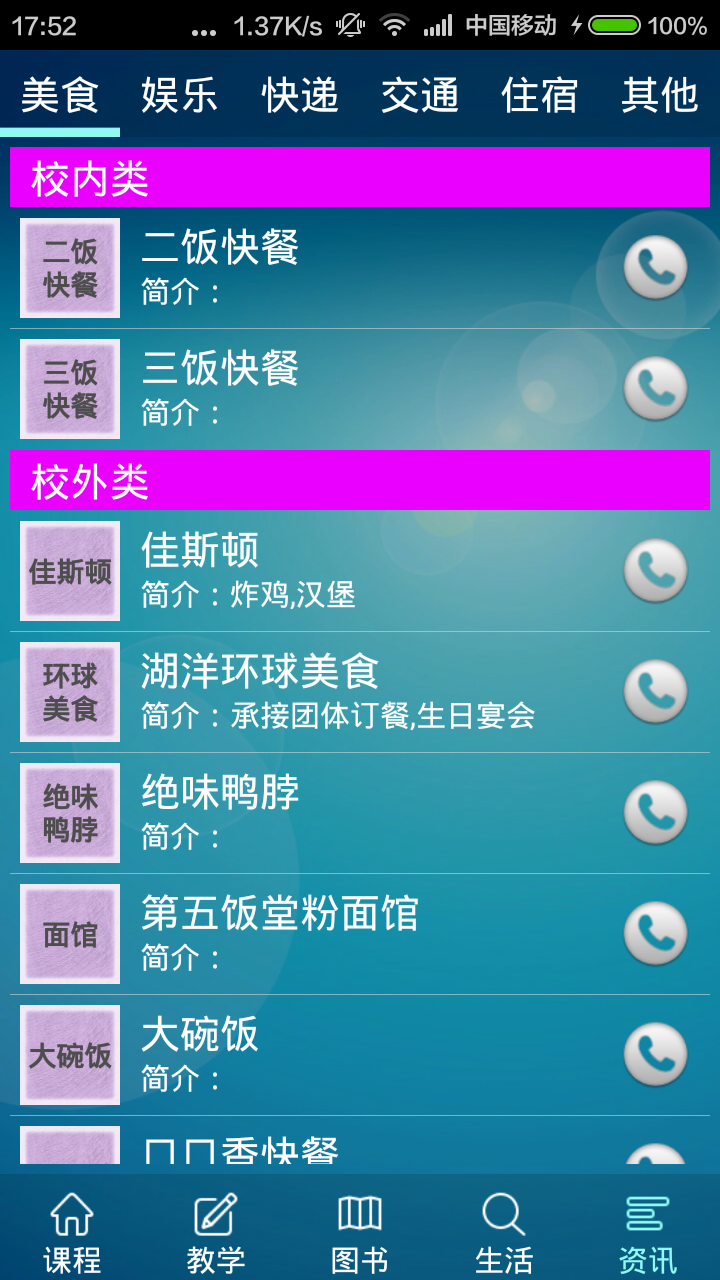 17:52 ... 1.37K/s 中国移动 100%
美食 娱乐 快递 交通 住宿 其他
校内类
二饭
快餐
二饭快餐
简介：
三饭
快餐
三饭快餐
简介：
校外类
佳斯顿
佳斯顿
简介：炸鸡,汉堡
环球
美食
湖洋环球美食
简介：承接团体订餐,生日宴会
绝味
鸭脖
绝味鸭脖
简介：
面馆
第五饭堂粉面馆
简介：
大碗饭
大碗饭
简介：
口口香快餐
课程 教学 图书 生活 资讯